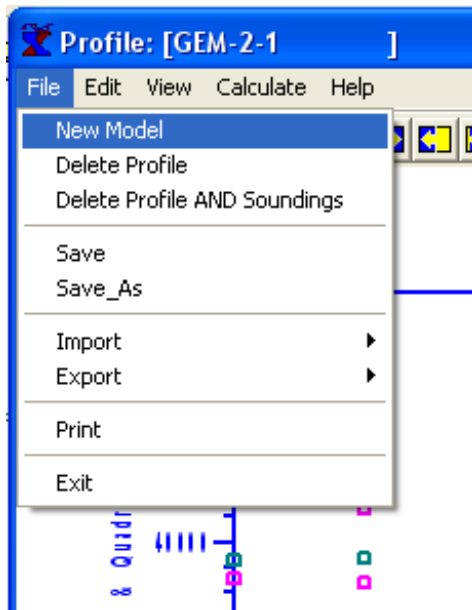 Profile: [GEM-2-1 ]
File Edit View Calculate Help
New Model
Delete Profile
Delete Profile AND Soundings
Save
Save_As
Import
Export
Print
Exit